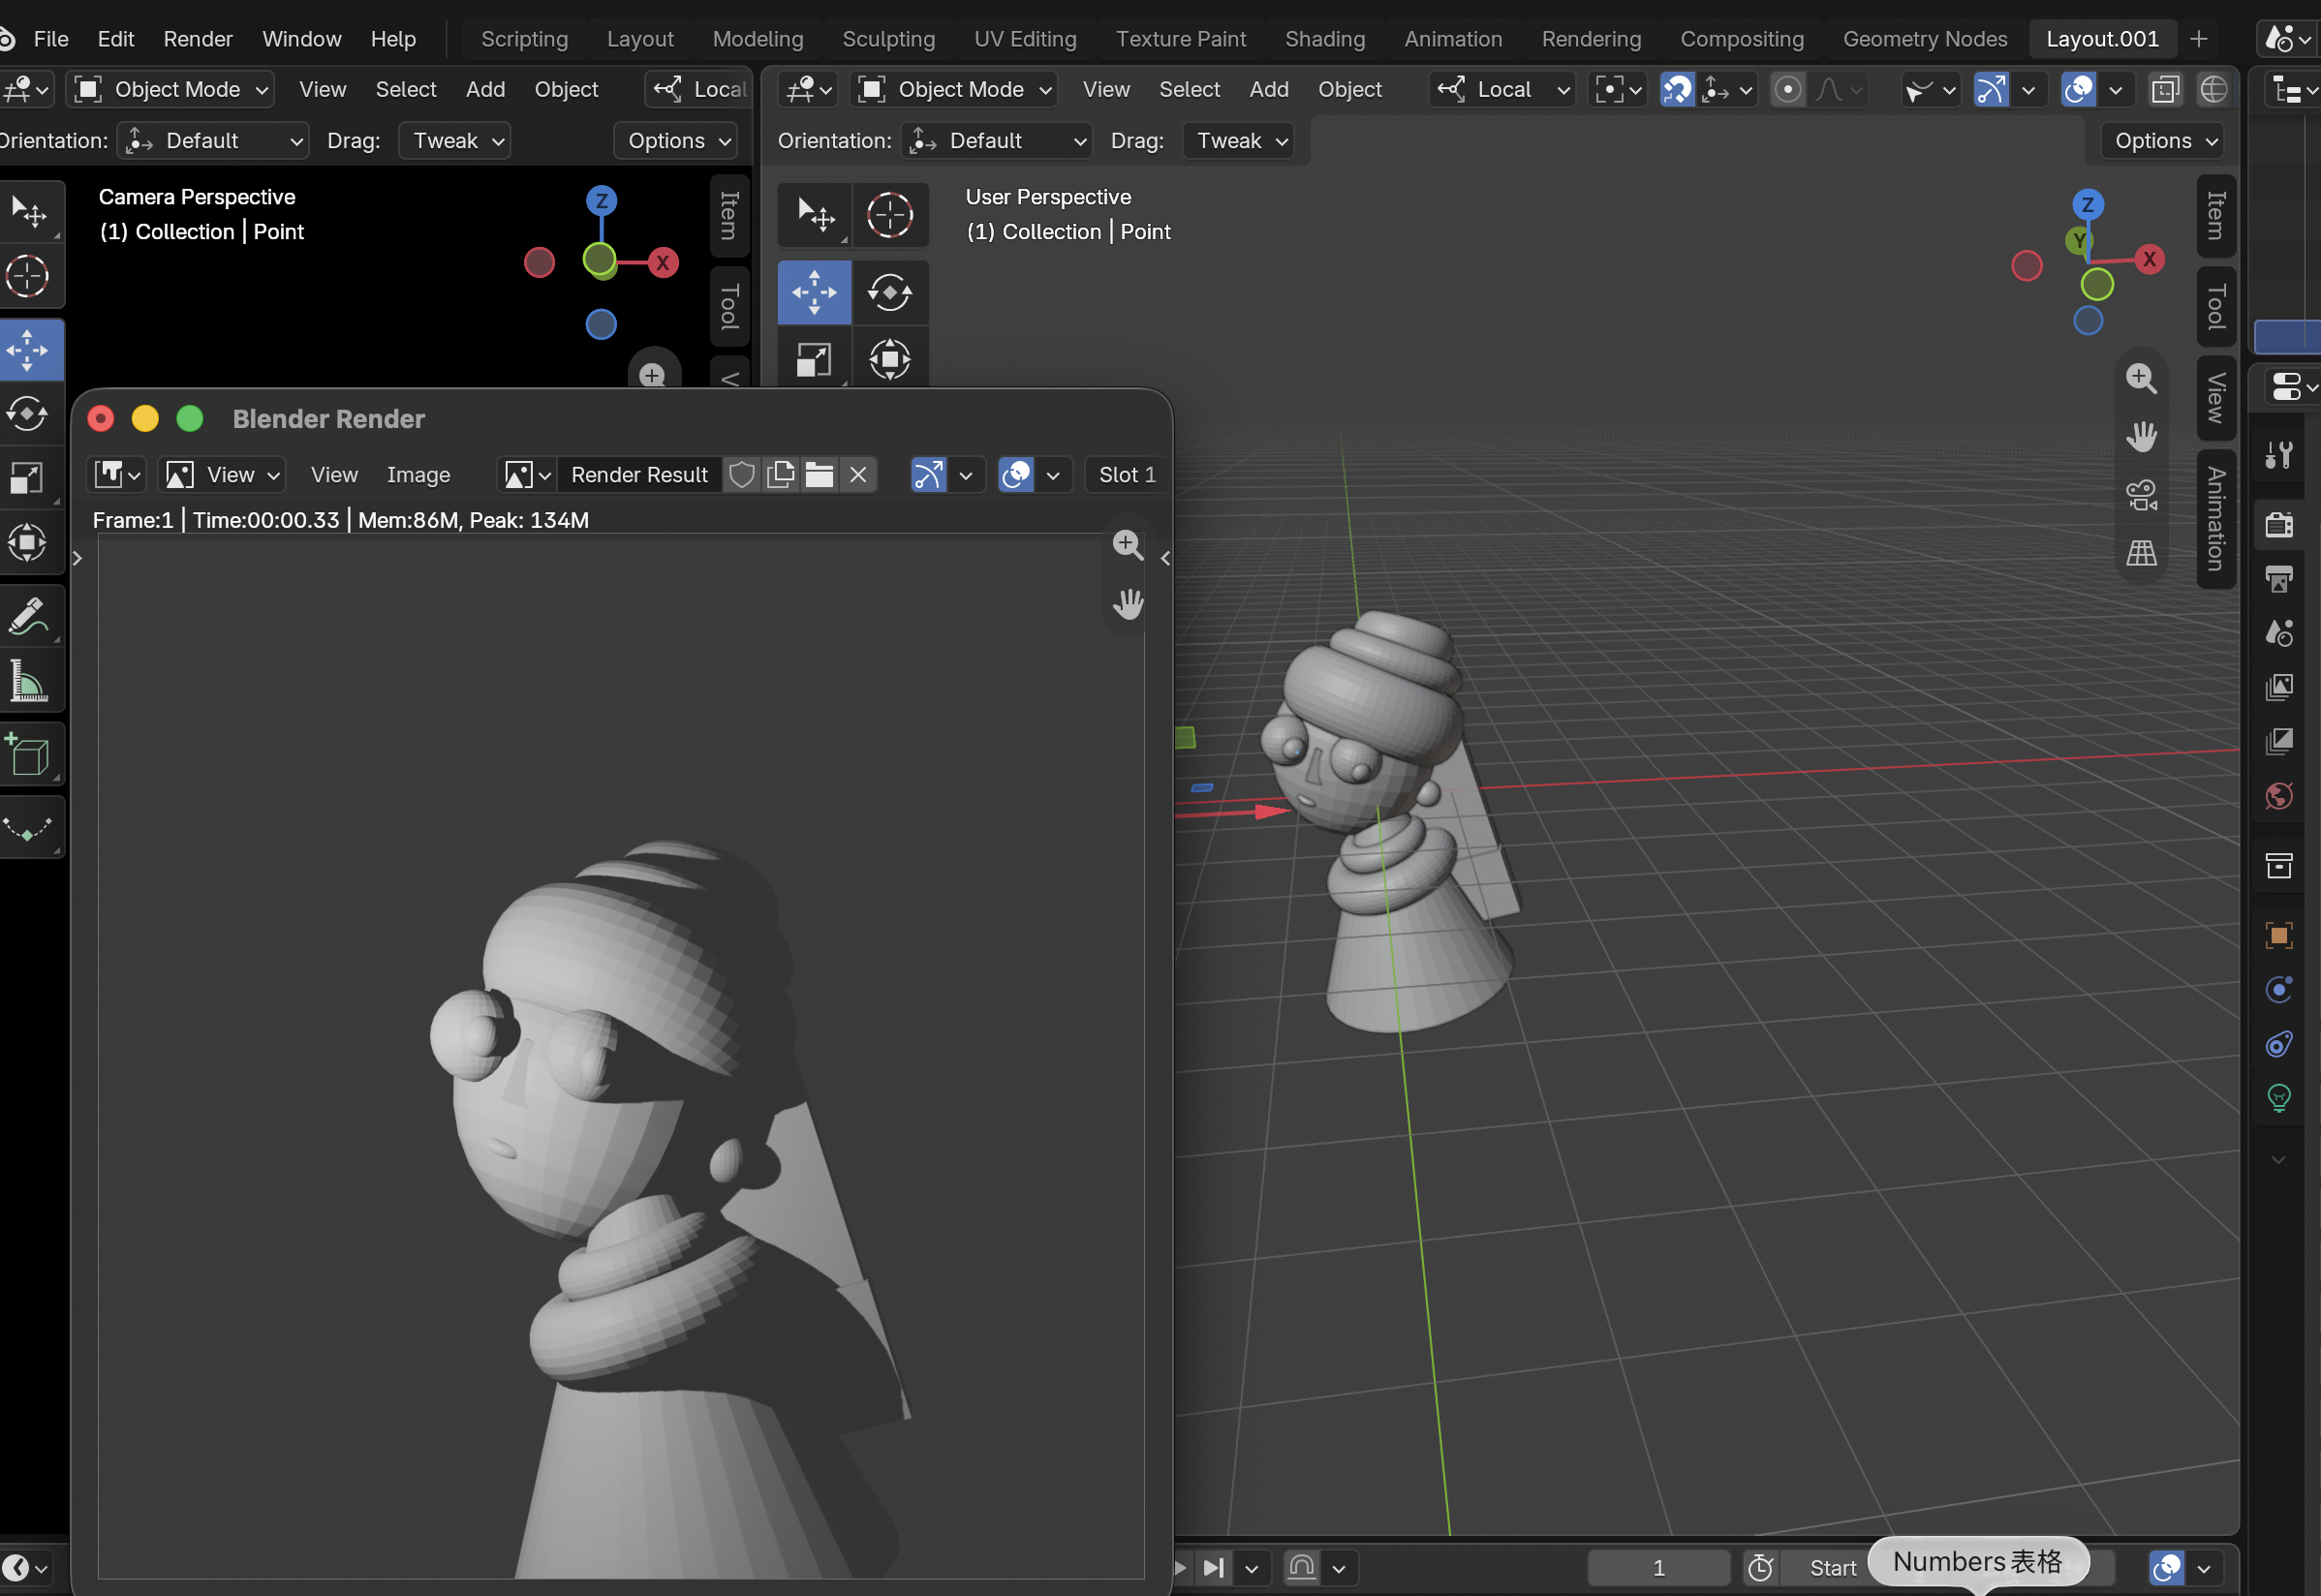 File Edit Render Window Help Scripting Layout Modeling Sculpting UV Editing Texture Paint Shading Animation Rendering Compositing Geometry Nodes Layout.001
Object Mode View Select Add Object Local
Object Mode View Select Add Object Local
Orientation: Default Drag: Tweak Options
Orientation: Default Drag: Tweak Options
Camera Perspective
(1) Collection | Point
Z
X
Item
Tool
V
User Perspective
(1) Collection | Point
Z
Y
X
Item
Tool
View
Animation
Blender Render
View View Image Render Result Slot 1
Frame:1 | Time:00:00.33 | Mem:86M, Peak: 134M
1 Start
Numbers 表格